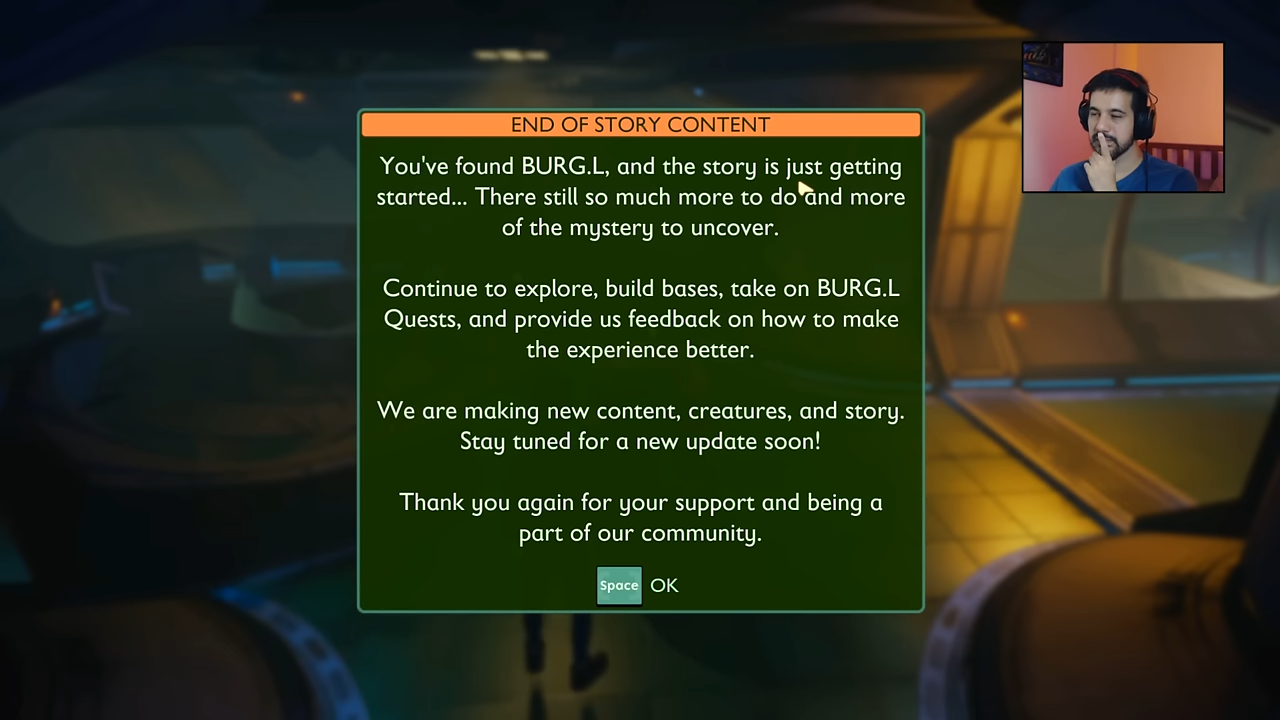 END OF STORY CONTENT
You've found BURG.L, and the story is just getting
started... There still so much more to do and more
of the mystery to uncover.
Continue to explore, build bases, take on BURG.L
Quests, and provide us feedback on how to make
the experience better.
We are making new content, creatures, and story.
Stay tuned for a new update soon!
Thank you again for your support and being a
part of our community.
Space OK